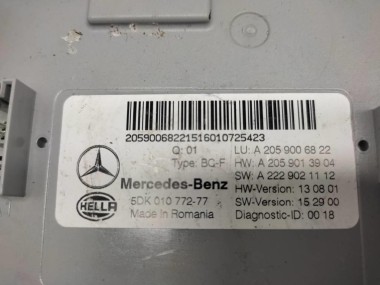 20590068221516010725423
Q: 01 LU: A 205 900 68 22
Type: BC-F HW: A 205 901 39 04
SW: A 222 902 11 12
Mercedes-Benz HW-Version: 13 08 01
5DK 010 772-77 SW-Version: 15 29 00
HELLA Made in Romania Diagnostic-ID: 00 18